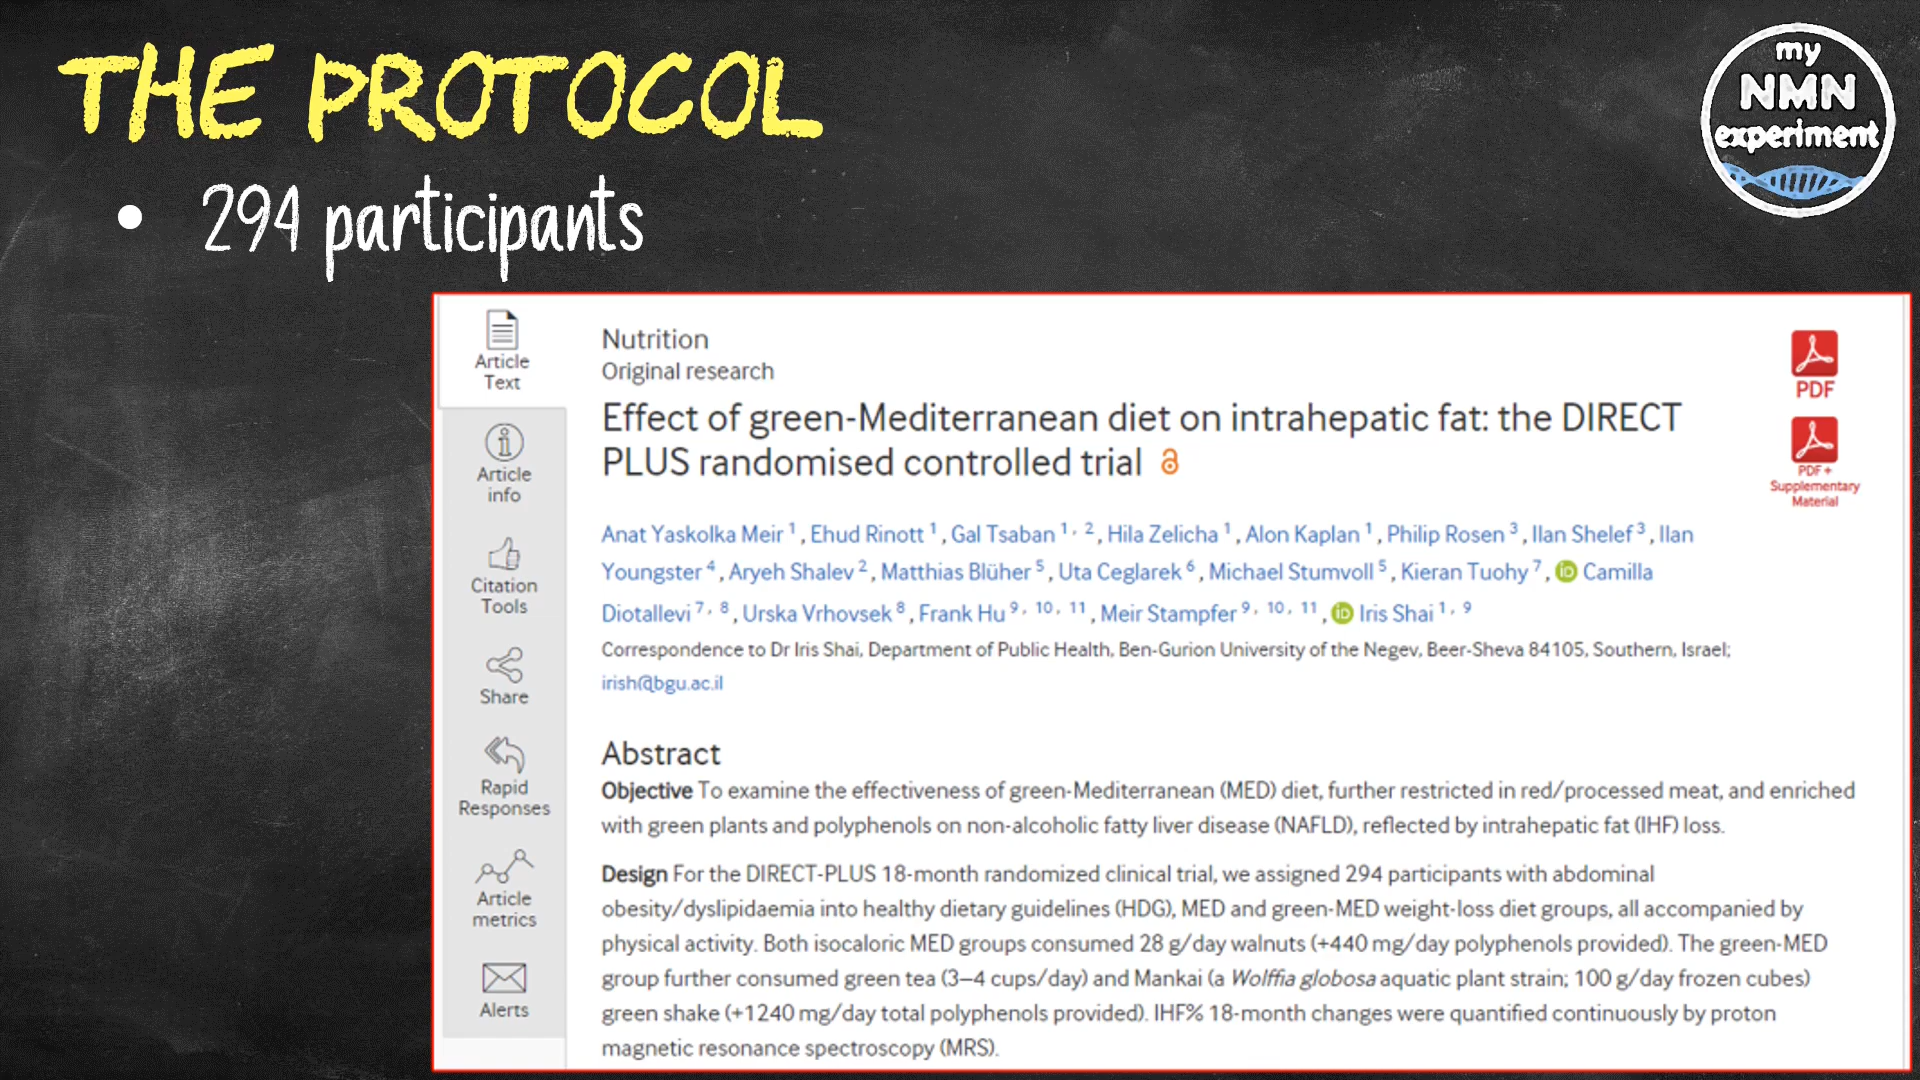 THE PROTOCOL
my
NMN
experiment
• 294 participants
Article
Text
Article
info
Citation
Tools
Share
Rapid
Responses
Article
metrics
Alerts
Nutrition
Original research
Effect of green-Mediterranean diet on intrahepatic fat: the DIRECT
PLUS randomised controlled trial
PDF
PDF +
Supplementary
Material
Anat Yaskolka Meir 1, Ehud Rinott 1, Gal Tsaban 1, 2, Hila Zelicha 1, Alon Kaplan 1, Philip Rosen 3, Ilan Shelef 3, Ilan
Youngster 4, Aryeh Shalev 2, Matthias Blüher 5, Uta Ceglarek 6, Michael Stumvoll 5, Kieran Tuohy 7, iD Camilla
Diotallevi 7, 8, Urska Vrhovsek 8, Frank Hu 9, 10, 11, Meir Stampfer 9, 10, 11, iD Iris Shai 1, 9
Correspondence to Dr Iris Shai, Department of Public Health, Ben-Gurion University of the Negev, Beer-Sheva 84105, Southern, Israel;
irish@bgu.ac.il
Abstract
Objective To examine the effectiveness of green-Mediterranean (MED) diet, further restricted in red/processed meat, and enriched
with green plants and polyphenols on non-alcoholic fatty liver disease (NAFLD), reflected by intrahepatic fat (IHF) loss.
Design For the DIRECT-PLUS 18-month randomized clinical trial, we assigned 294 participants with abdominal
obesity/dyslipidaemia into healthy dietary guidelines (HDG), MED and green-MED weight-loss diet groups, all accompanied by
physical activity. Both isocaloric MED groups consumed 28 g/day walnuts (+440 mg/day polyphenols provided). The green-MED
group further consumed green tea (3–4 cups/day) and Mankai (a Wolffia globosa aquatic plant strain; 100 g/day frozen cubes)
green shake (+1240 mg/day total polyphenols provided). IHF% 18-month changes were quantified continuously by proton
magnetic resonance spectroscopy (MRS).